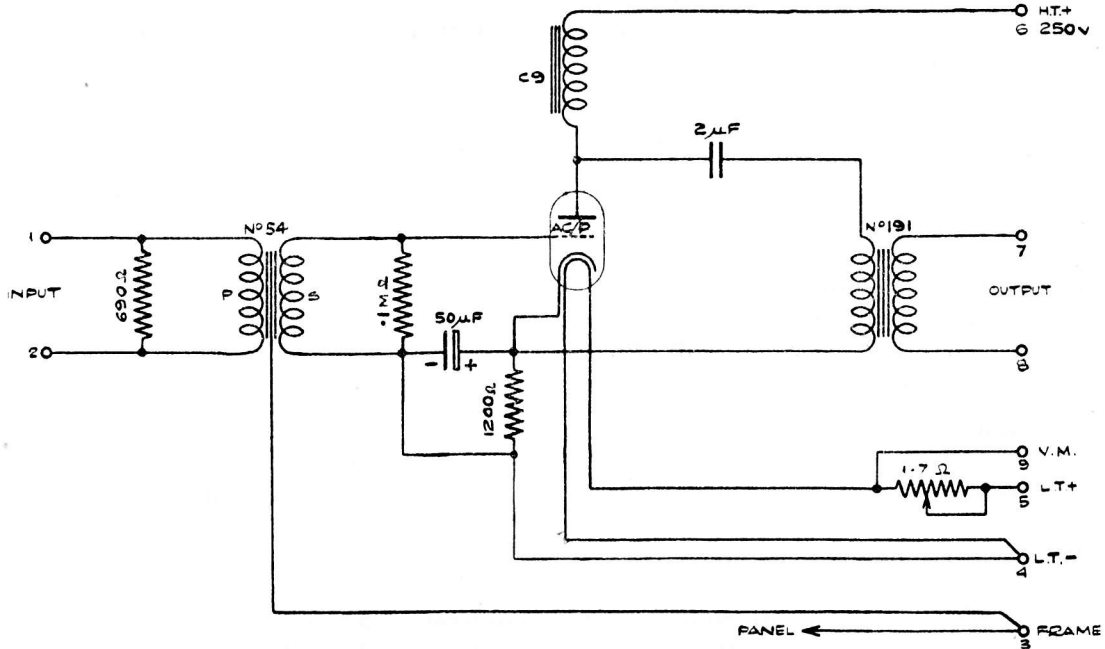 H.T.+
6 250V
C9
2μF
AC/P
1
Nº54
Nº191
7
INPUT
690Ω
P
S
.1MΩ
50μF
OUTPUT
2
- +
8
1200Ω
V.M.
9
1.7 Ω
L.T+
5
L.T.-
4
PANEL
FRAME
3